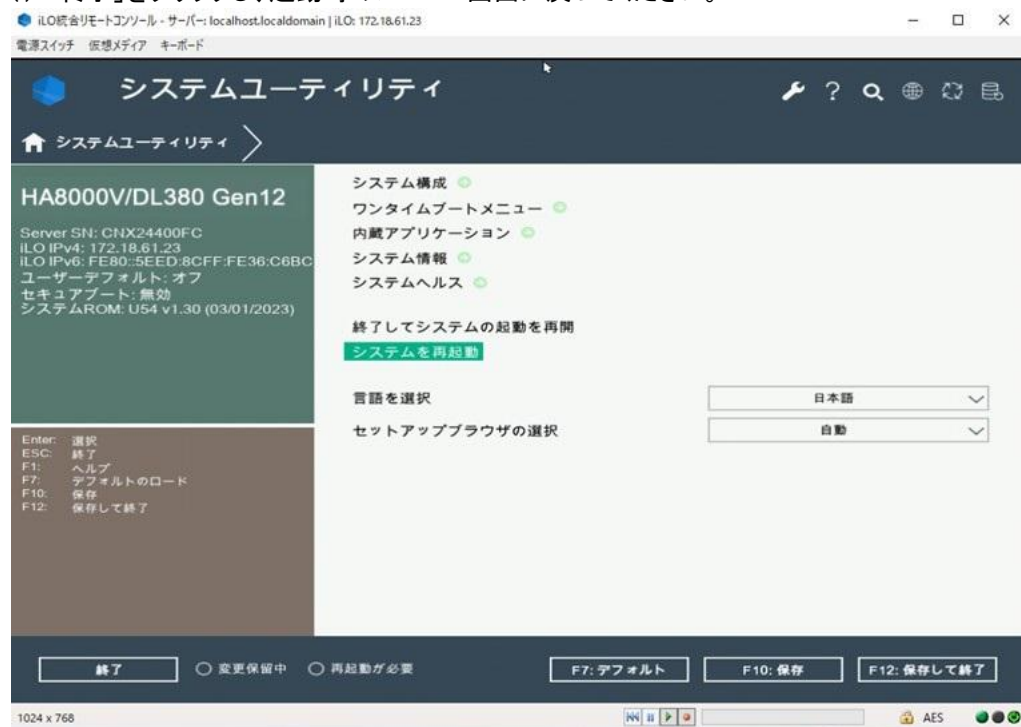 iLO統合リモートコンソール - サーバー: localhost.localdomain | iLO: 172.18.61.23
電源スイッチ 仮想メディア キーボード
システムユーティリティ
システムユーティリティ
HA8000V/DL380 Gen12
Server SN: CNX24400FC
iLO IPv4: 172.18.61.23
iLO IPv6: FE80::5EED:8CFF:FE36:C6BC
ユーザーデフォルト: オフ
セキュアブート: 無効
システムROM: U54 v1.30 (03/01/2023)
Enter: 選択
ESC: 終了
F1: ヘルプ
F7: デフォルトのロード
F10: 保存
F12: 保存して終了
システム構成
ワンタイムブートメニュー
内蔵アプリケーション
システム情報
システムヘルス
終了してシステムの起動を再開
システムを再起動
言語を選択 日本語
セットアップブラウザの選択 自動
終了 変更保留中 再起動が必要 F7: デフォルト F10: 保存 F12: 保存して終了
1024 x 768 AES